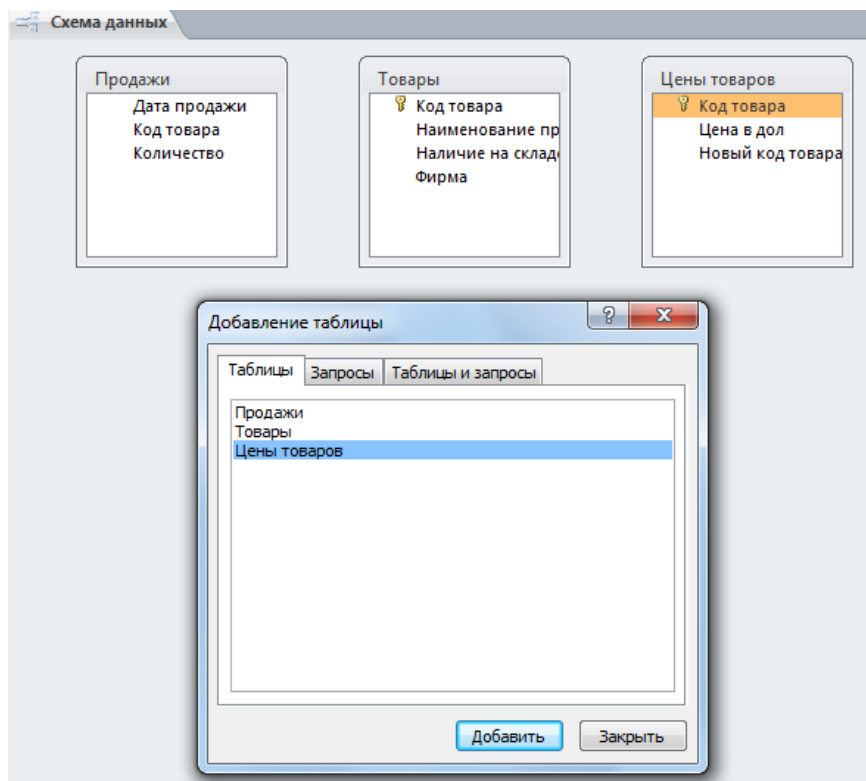 Схема данных
Продажи
Дата продажи
Код товара
Количество
Товары
Код товара
Наименование пр
Наличие на склад
Фирма
Цены товаров
Код товара
Цена в дол
Новый код товара
Добавление таблицы
Таблицы
Запросы
Таблицы и запросы
Продажи
Товары
Цены товаров
Добавить
Закрыть